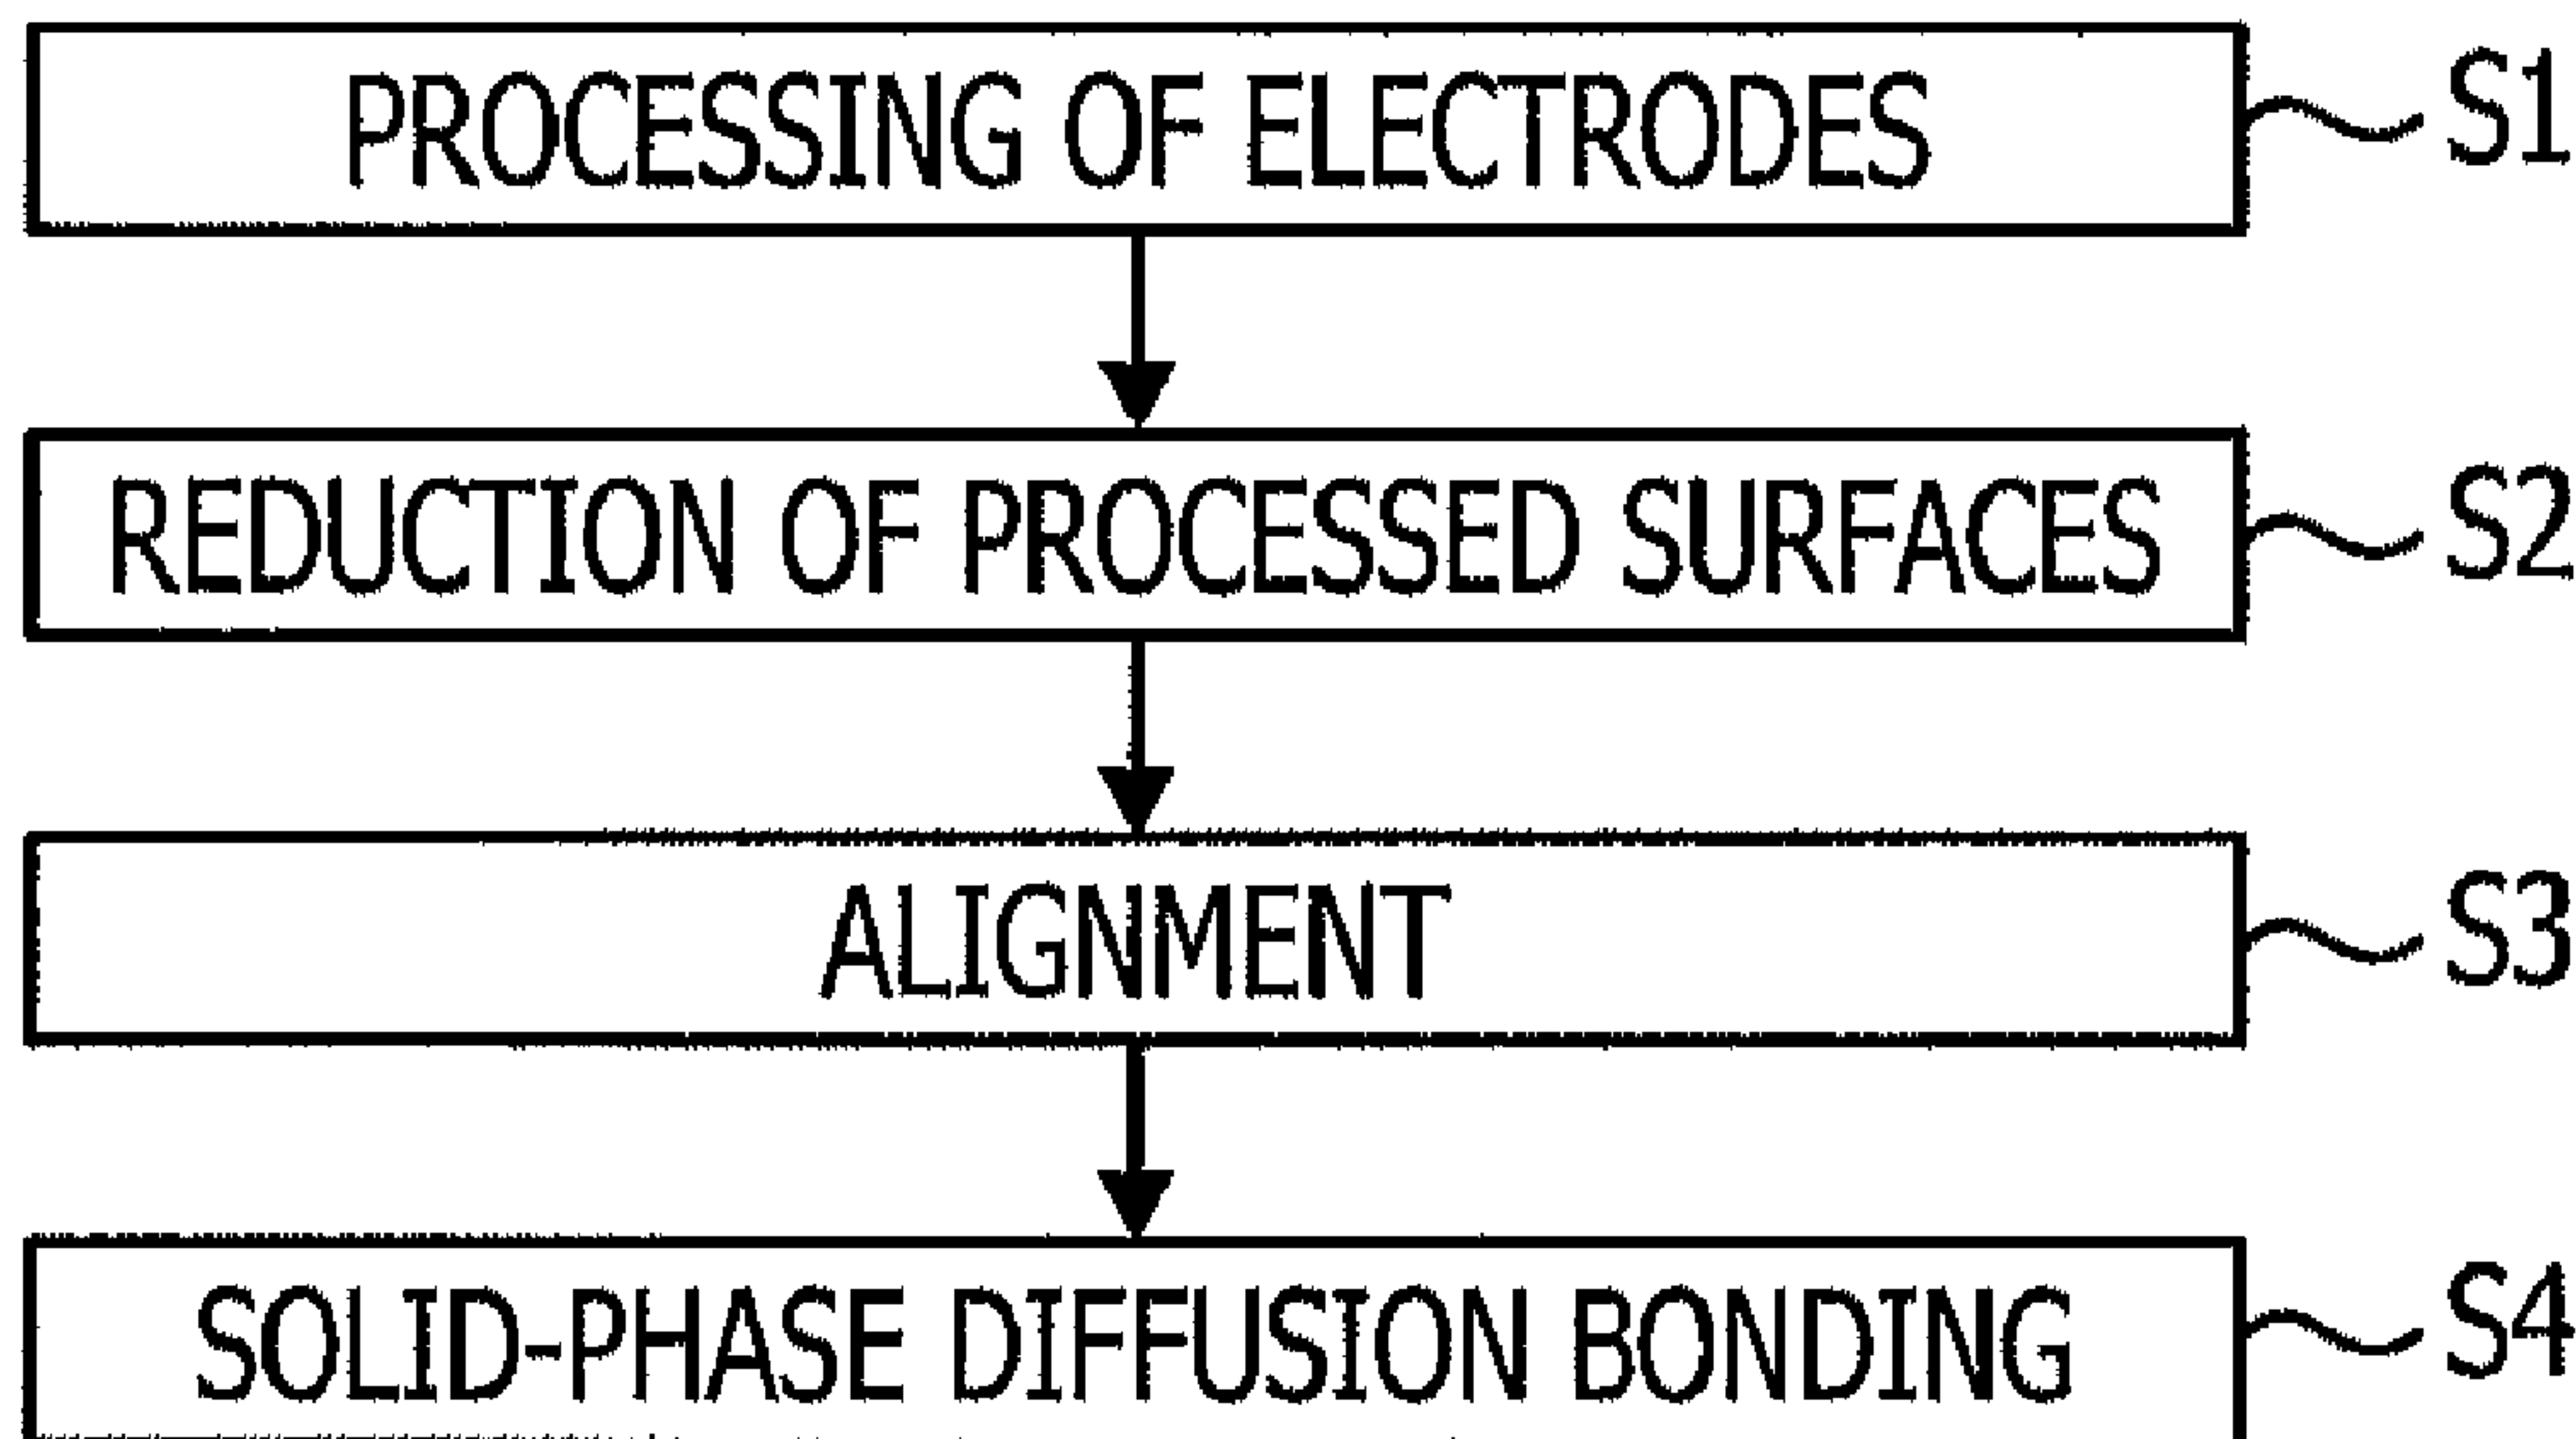 PROCESSING OF ELECTRODES S1
REDUCTION OF PROCESSED SURFACES S2
ALIGNMENT S3
SOLID-PHASE DIFFUSION BONDING S4